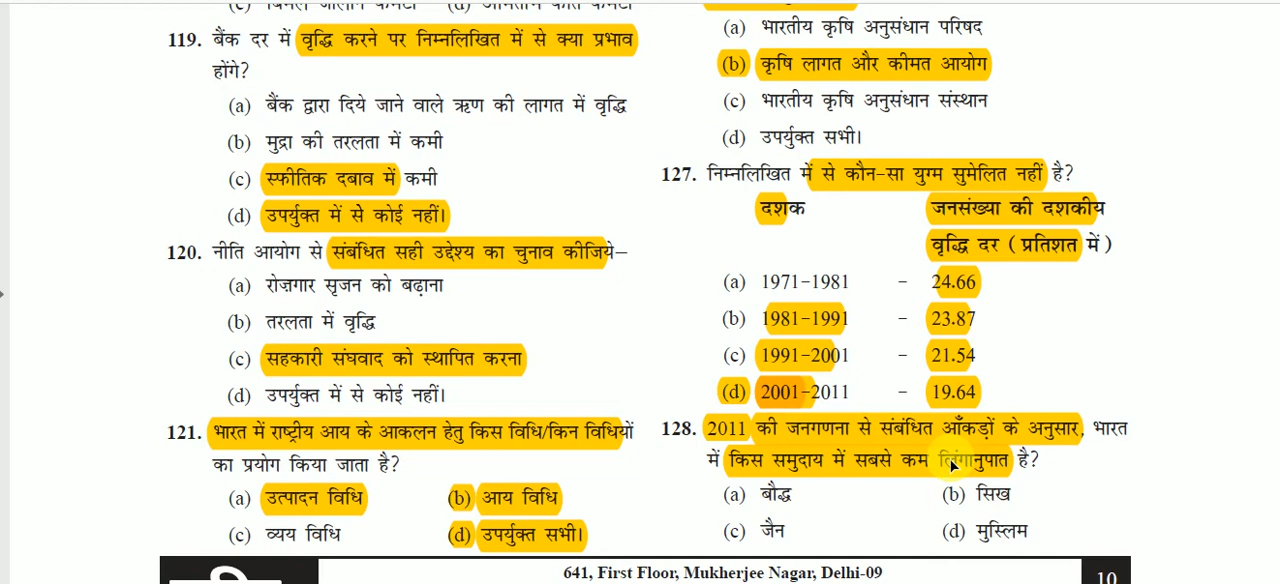 119. बैंक दर में वृद्धि करने पर निम्नलिखित में से क्या प्रभाव
होंगे?
(a) बैंक द्वारा दिये जाने वाले ऋण की लागत में वृद्धि
(b) मुद्रा की तरलता में कमी
(c) स्फीतिक दबाव में कमी
(d) उपर्युक्त में से कोई नहीं।
120. नीति आयोग से संबंधित सही उद्देश्य का चुनाव कीजिये–
(a) रोजगार सृजन को बढ़ाना
(b) तरलता में वृद्धि
(c) सहकारी संघवाद को स्थापित करना
(d) उपर्युक्त में से कोई नहीं।
121. भारत में राष्ट्रीय आय के आकलन हेतु किस विधि/किन विधियों
का प्रयोग किया जाता है?
(a) उत्पादन विधि (b) आय विधि
(c) व्यय विधि (d) उपर्युक्त सभी।
(a) भारतीय कृषि अनुसंधान परिषद
(b) कृषि लागत और कीमत आयोग
(c) भारतीय कृषि अनुसंधान संस्थान
(d) उपर्युक्त सभी।
127. निम्नलिखित में से कौन-सा युग्म सुमेलित नहीं है?
दशक जनसंख्या की दशकीय
वृद्धि दर (प्रतिशत में)
(a) 1971-1981 - 24.66
(b) 1981-1991 - 23.87
(c) 1991-2001 - 21.54
(d) 2001-2011 - 19.64
128. 2011 की जनगणना से संबंधित आँकड़ों के अनुसार, भारत
में किस समुदाय में सबसे कम लिंगानुपात है?
(a) बौद्ध (b) सिख
(c) जैन (d) मुस्लिम
641, First Floor, Mukherjee Nagar, Delhi-09
10